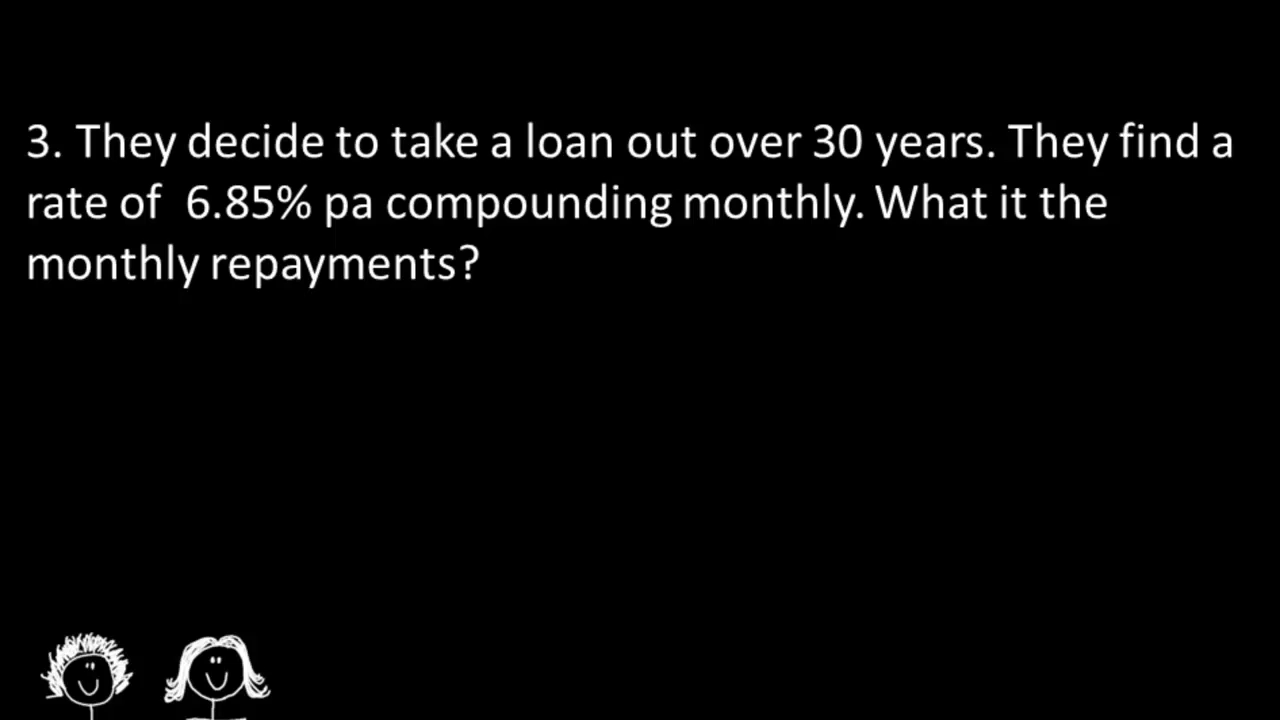 3. They decide to take a loan out over 30 years. They find a
rate of  6.85% pa compounding monthly. What it the
monthly repayments?